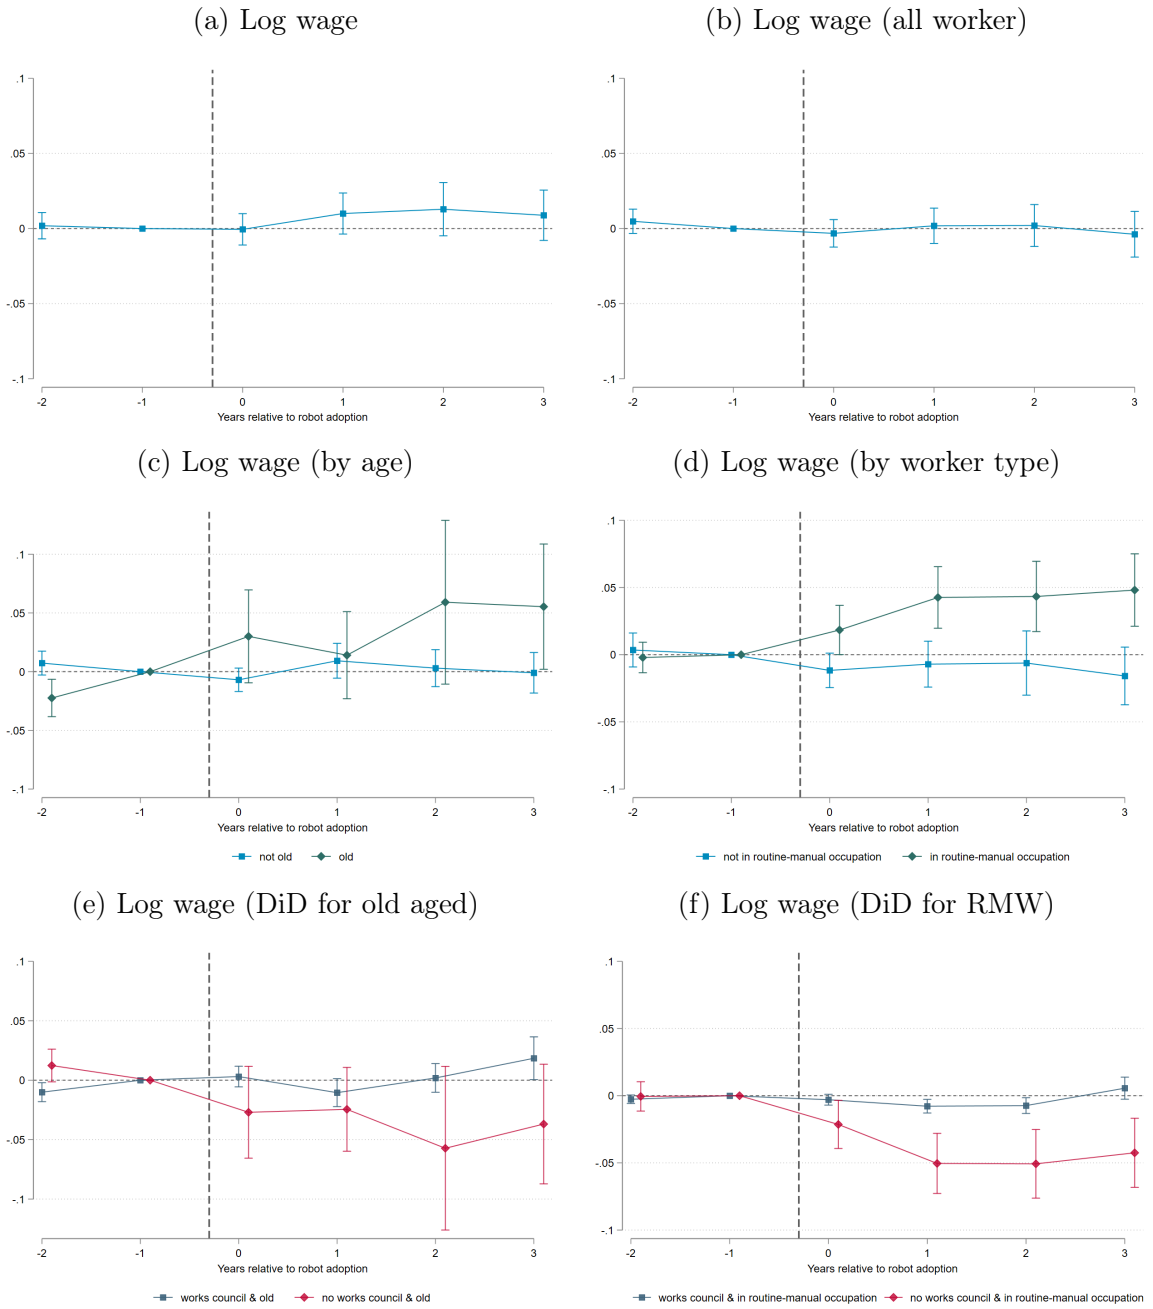 (a) Log wage
.1
.05
0
-.05
-.1
-2 -1 0 1 2 3
Years relative to robot adoption
(b) Log wage (all worker)
.1
.05
0
-.05
-.1
-2 -1 0 1 2 3
Years relative to robot adoption
(c) Log wage (by age)
.1
.05
0
-.05
-.1
-2 -1 0 1 2 3
Years relative to robot adoption
not old old
(d) Log wage (by worker type)
.1
.05
0
-.05
-.1
-2 -1 0 1 2 3
Years relative to robot adoption
not in routine-manual occupation in routine-manual occupation
(e) Log wage (DiD for old aged)
.1
.05
0
-.05
-.1
-2 -1 0 1 2 3
Years relative to robot adoption
works council & old no works council & old
(f) Log wage (DiD for RMW)
.1
.05
0
-.05
-.1
-2 -1 0 1 2 3
Years relative to robot adoption
works council & in routine-manual occupation no works council & in routine-manual occupation